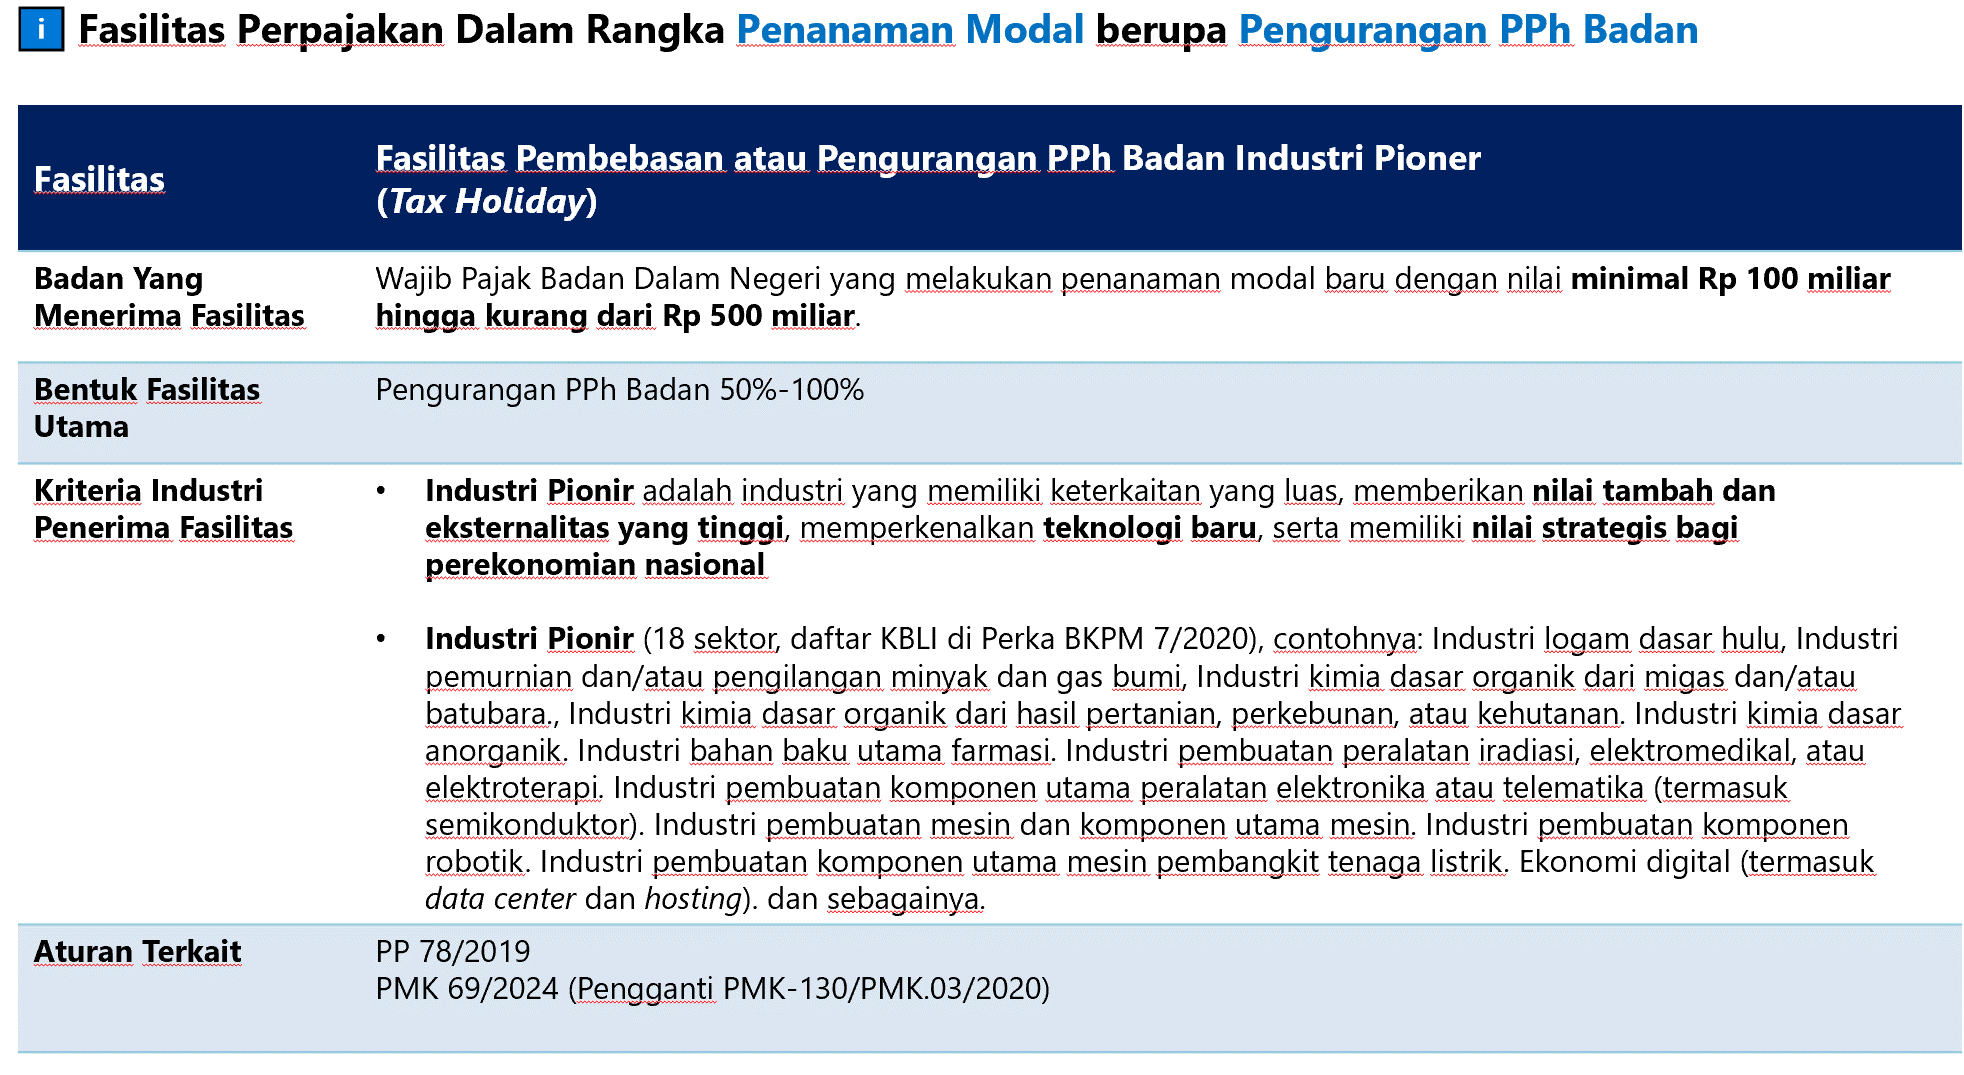 i Fasilitas Perpajakan Dalam Rangka Penanaman Modal berupa Pengurangan PPh Badan
Fasilitas
Fasilitas Pembebasan atau Pengurangan PPh Badan Industri Pioner
(Tax Holiday)
Badan Yang
Menerima Fasilitas
Wajib Pajak Badan Dalam Negeri yang melakukan penanaman modal baru dengan nilai minimal Rp 100 miliar
hingga kurang dari Rp 500 miliar.
Bentuk Fasilitas
Utama
Pengurangan PPh Badan 50%-100%
Kriteria Industri
Penerima Fasilitas
• Industri Pionir adalah industri yang memiliki keterkaitan yang luas, memberikan nilai tambah dan
eksternalitas yang tinggi, memperkenalkan teknologi baru, serta memiliki nilai strategis bagi
perekonomian nasional
• Industri Pionir (18 sektor, daftar KBLI di Perka BKPM 7/2020), contohnya: Industri logam dasar hulu, Industri
pemurnian dan/atau pengilangan minyak dan gas bumi, Industri kimia dasar organik dari migas dan/atau
batubara., Industri kimia dasar organik dari hasil pertanian, perkebunan, atau kehutanan. Industri kimia dasar
anorganik. Industri bahan baku utama farmasi. Industri pembuatan peralatan iradiasi, elektromedikal, atau
elektroterapi. Industri pembuatan komponen utama peralatan elektronika atau telematika (termasuk
semikonduktor). Industri pembuatan mesin dan komponen utama mesin. Industri pembuatan komponen
robotik. Industri pembuatan komponen utama mesin pembangkit tenaga listrik. Ekonomi digital (termasuk
data center dan hosting). dan sebagainya.
Aturan Terkait
PP 78/2019
PMK 69/2024 (Pengganti PMK-130/PMK.03/2020)